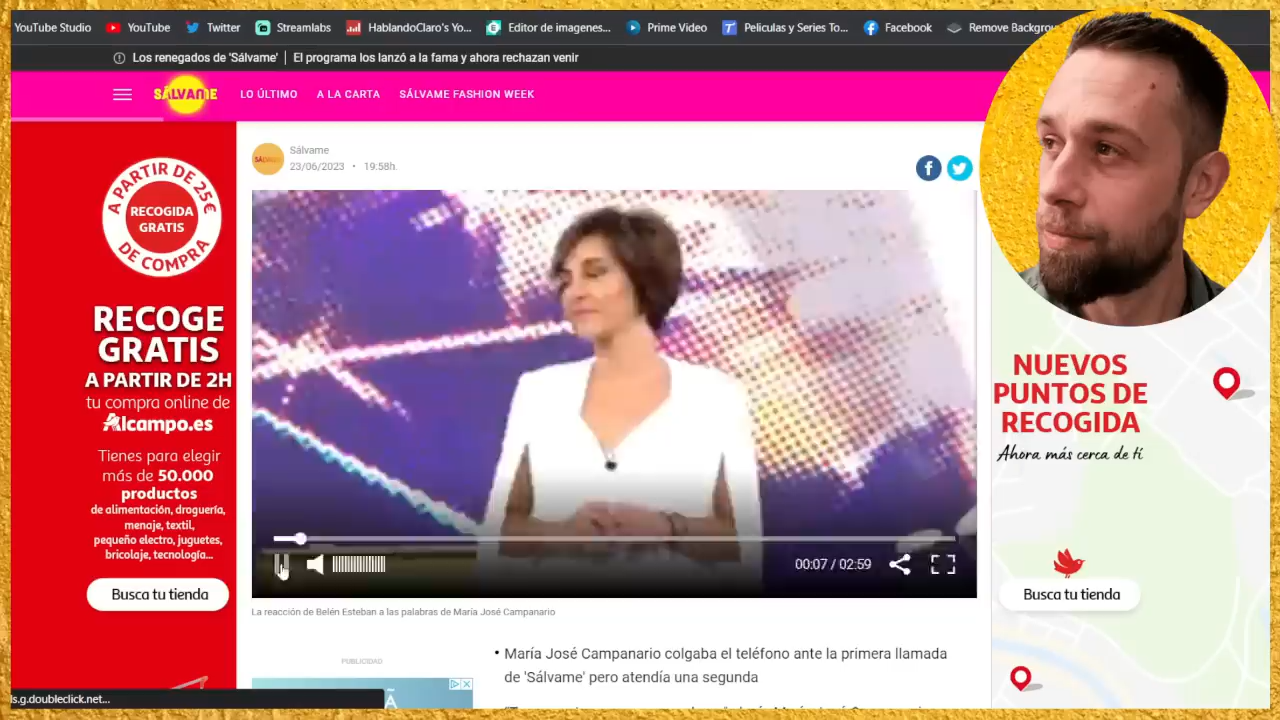 YouTube Studio
YouTube
Twitter
Streamlabs
HablandoClaro's Yo...
Editor de imagenes...
Prime Video
Peliculas y Series To...
Facebook
Remove Backgrou
Los renegados de 'Sálvame' | El programa los lanzó a la fama y ahora rechazan venir
SÁLVAME
LO ÚLTIMO
A LA CARTA
SÁLVAME FASHION WEEK
Sálvame
23/06/2023 • 19:58h.
A PARTIR DE 25€
RECOGIDA
GRATIS
DE COMPRA
RECOGE
GRATIS
A PARTIR DE 2H
tu compra online de
Alcampo.es
Tienes para elegir
más de 50.000
productos
de alimentación, droguería,
menaje, textil,
pequeño electro, juguetes,
bricolaje, tecnología...
Busca tu tienda
00:07 / 02:59
La reacción de Belén Esteban a las palabras de María José Campanario
PUBLICIDAD
• María José Campanario colgaba el teléfono ante la primera llamada
de 'Sálvame' pero atendía una segunda
NUEVOS
PUNTOS DE
RECOGIDA
Ahora más cerca de ti
Busca tu tienda
ls.g.doubleclick.net...